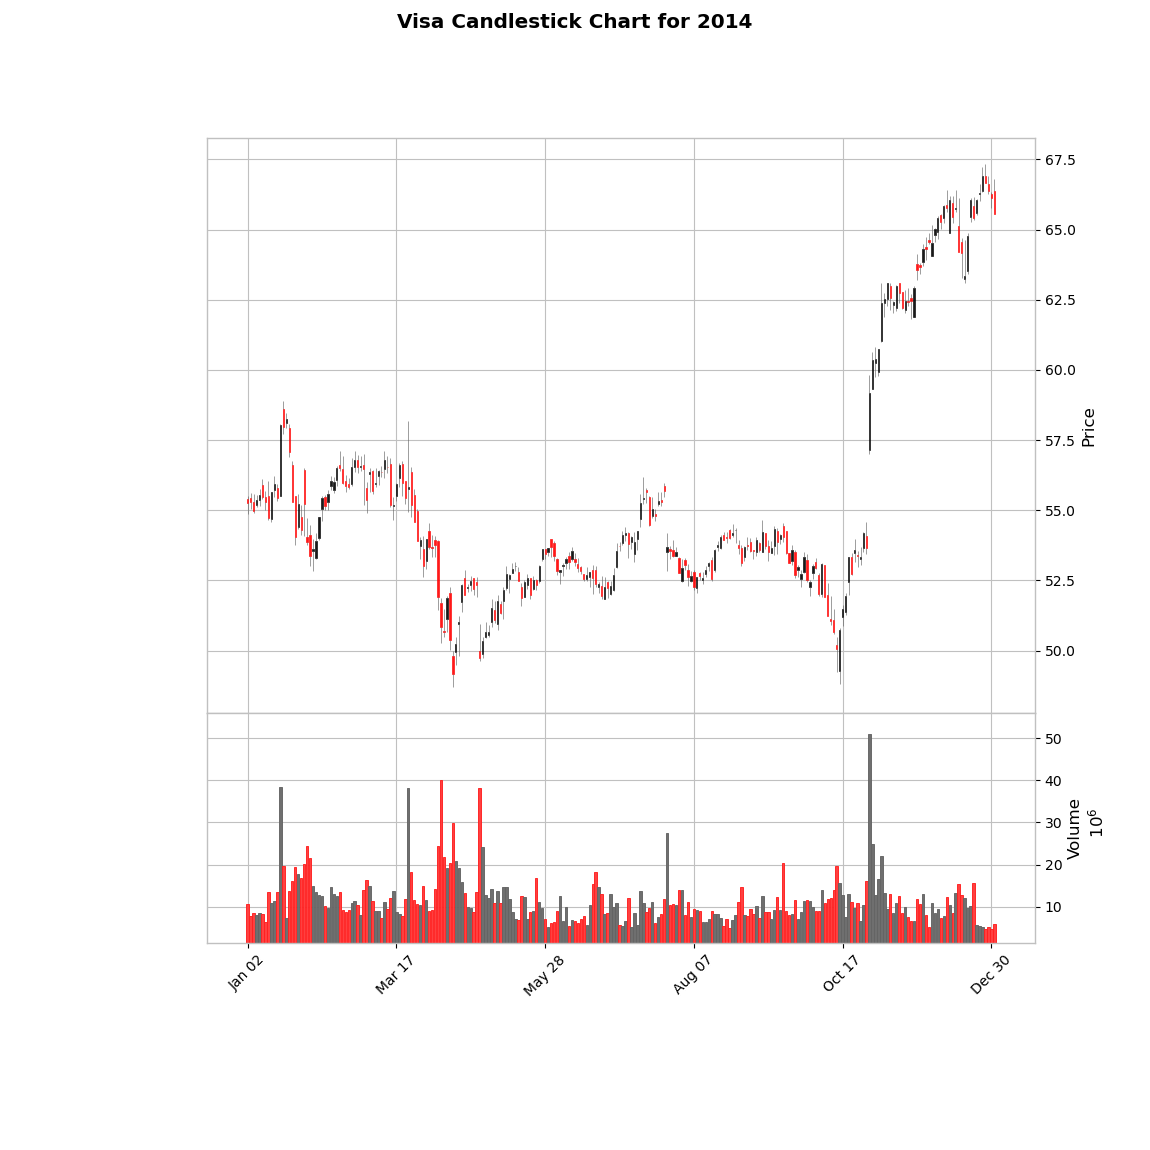 Visa Candlestick Chart for 2014
67.5
65.0
62.5
60.0
57.5
55.0
52.5
50.0
Price
50
40
30
20
10
Volume
10⁶
Jan 02
Mar 17
May 28
Aug 07
Oct 17
Dec 30